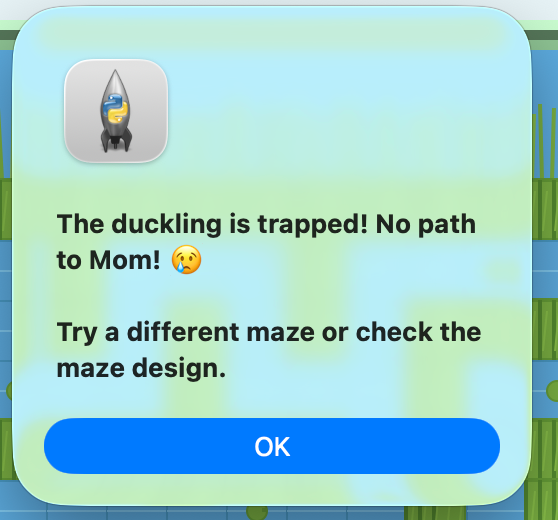 The duckling is trapped! No path
to Mom! 😢
Try a different maze or check the
maze design.
OK